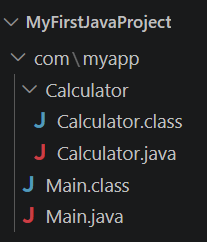 MyFirstJavaProject
com\myapp
Calculator
J Calculator.class
J Calculator.java
J Main.class
J Main.java